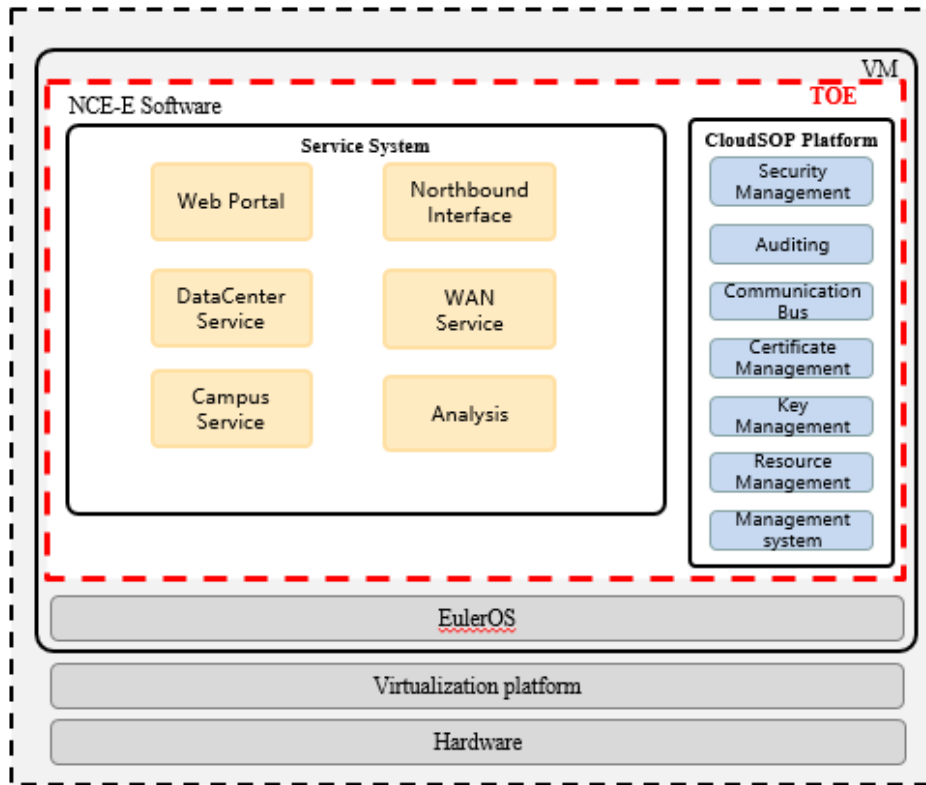 VM
TOE
NCE-E Software
Service System
Web Portal
Northbound
Interface
DataCenter
Service
WAN
Service
Campus
Service
Analysis
CloudSOP Platform
Security
Management
Auditing
Communication
Bus
Certificate
Management
Key
Management
Resource
Management
Management
system
EulerOS
Virtualization platform
Hardware